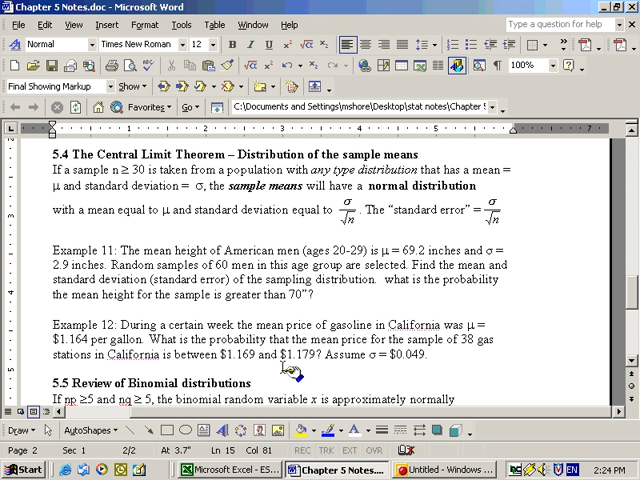 Chapter 5 Notes.doc - Microsoft Word
File Edit View Insert Format Tools Table Window Help Type a question for help
Normal Times New Roman 12 B I U
100%
Final Showing Markup Show
Favorites Go C:\Documents and Settings\mshore\Desktop\stat notes\Chapter 5
1 2 3 4 5 6 7
5.4 The Central Limit Theorem – Distribution of the sample means
If a sample n ≥ 30 is taken from a population with any type distribution that has a mean =
μ and standard deviation = σ, the sample means will have a normal distribution
with a mean equal to μ and standard deviation equal to σ/√n . The “standard error” = σ/√n
Example 11: The mean height of American men (ages 20-29) is μ = 69.2 inches and σ =
2.9 inches. Random samples of 60 men in this age group are selected. Find the mean and
standard deviation (standard error) of the sampling distribution. what is the probability
the mean height for the sample is greater than 70”?
Example 12: During a certain week the mean price of gasoline in California was μ =
$1.164 per gallon. What is the probability that the mean price for the sample of 38 gas
stations in California is between $1.169 and $1.179? Assume σ = $0.049.
5.5 Review of Binomial distributions
If np ≥5 and nq ≥ 5, the binomial random variable x is approximately normally
Draw AutoShapes
Page 2 Sec 1 2/2 At 3.7" Ln 15 Col 81 REC TRK EXT OVR
Start Microsoft Excel - ES... Chapter 5 Notes.... Untitled - Windows ... EN 2:24 PM